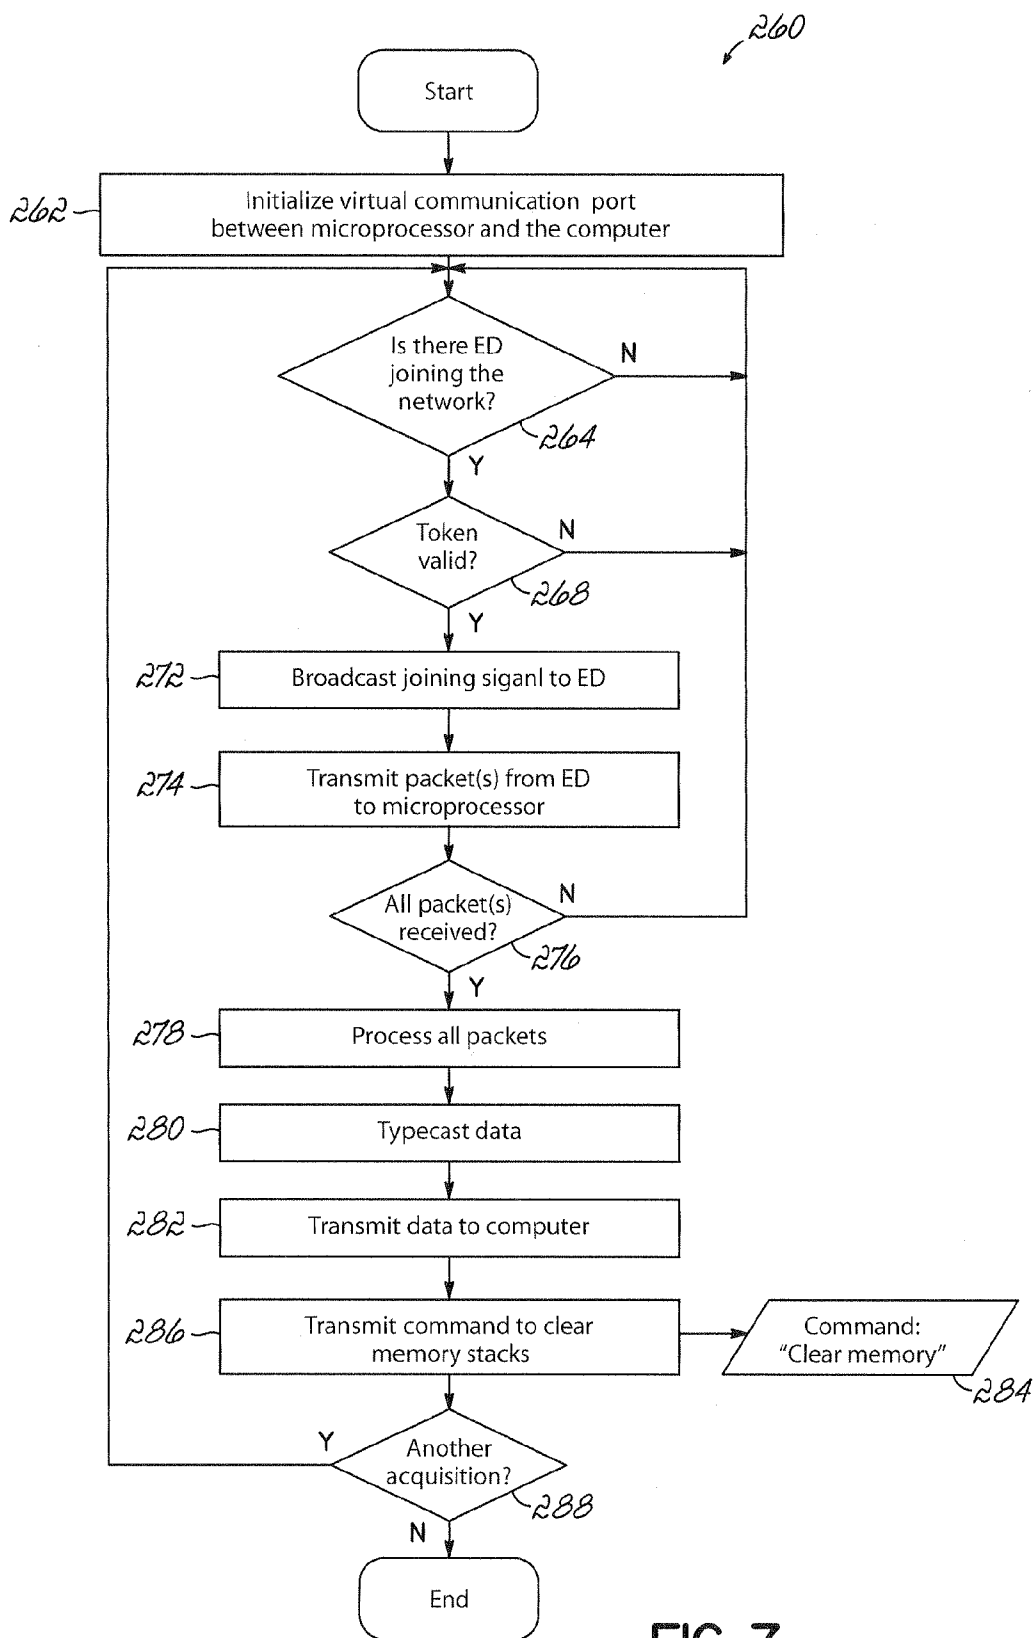 260
Start
262
Initialize virtual communication port
between microprocessor and the computer
Is there ED
joining the
network?
N
264
Y
Token
valid?
N
268
Y
272
Broadcast joining siganl to ED
274
Transmit packet(s) from ED
to microprocessor
All packet(s)
received?
N
276
Y
278
Process all packets
280
Typecast data
282
Transmit data to computer
286
Transmit command to clear
memory stacks
Command:
"Clear memory"
284
Y
Another
acquisition?
288
N
End